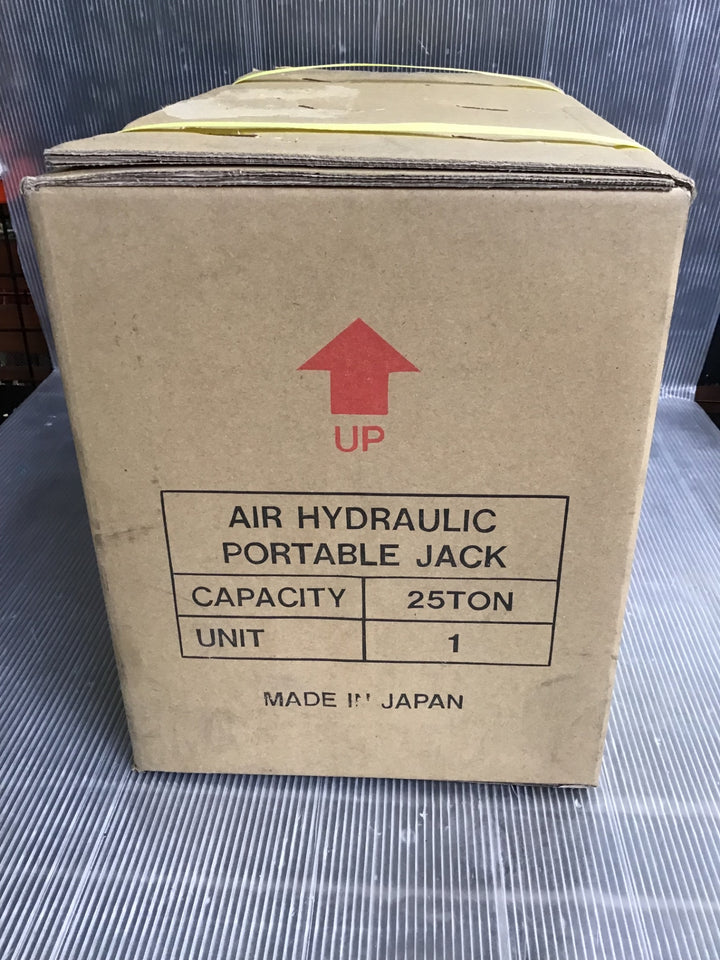 UP
AIR HYDRAULIC
PORTABLE JACK
CAPACITY 25TON
UNIT 1
MADE IN JAPAN